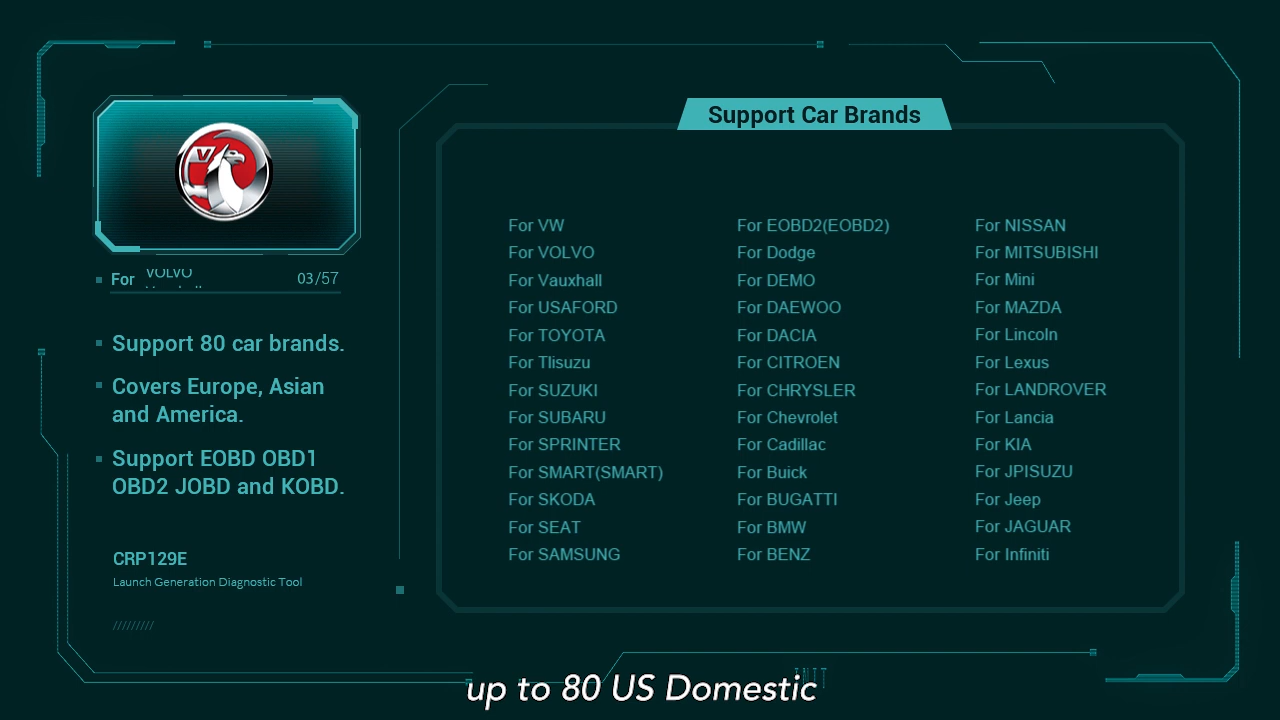 Support Car Brands
For VOLVO 03/57
Support 80 car brands.
Covers Europe, Asian
and America.
Support EOBD OBD1
OBD2 JOBD and KOBD.
CRP129E
Launch Generation Diagnostic Tool
/////////
For VW
For VOLVO
For Vauxhall
For USAFORD
For TOYOTA
For Tlisuzu
For SUZUKI
For SUBARU
For SPRINTER
For SMART(SMART)
For SKODA
For SEAT
For SAMSUNG
For EOBD2(EOBD2)
For Dodge
For DEMO
For DAEWOO
For DACIA
For CITROEN
For CHRYSLER
For Chevrolet
For Cadillac
For Buick
For BUGATTI
For BMW
For BENZ
For NISSAN
For MITSUBISHI
For Mini
For MAZDA
For Lincoln
For Lexus
For LANDROVER
For Lancia
For KIA
For JPISUZU
For Jeep
For JAGUAR
For Infiniti
up to 80 US Domestic